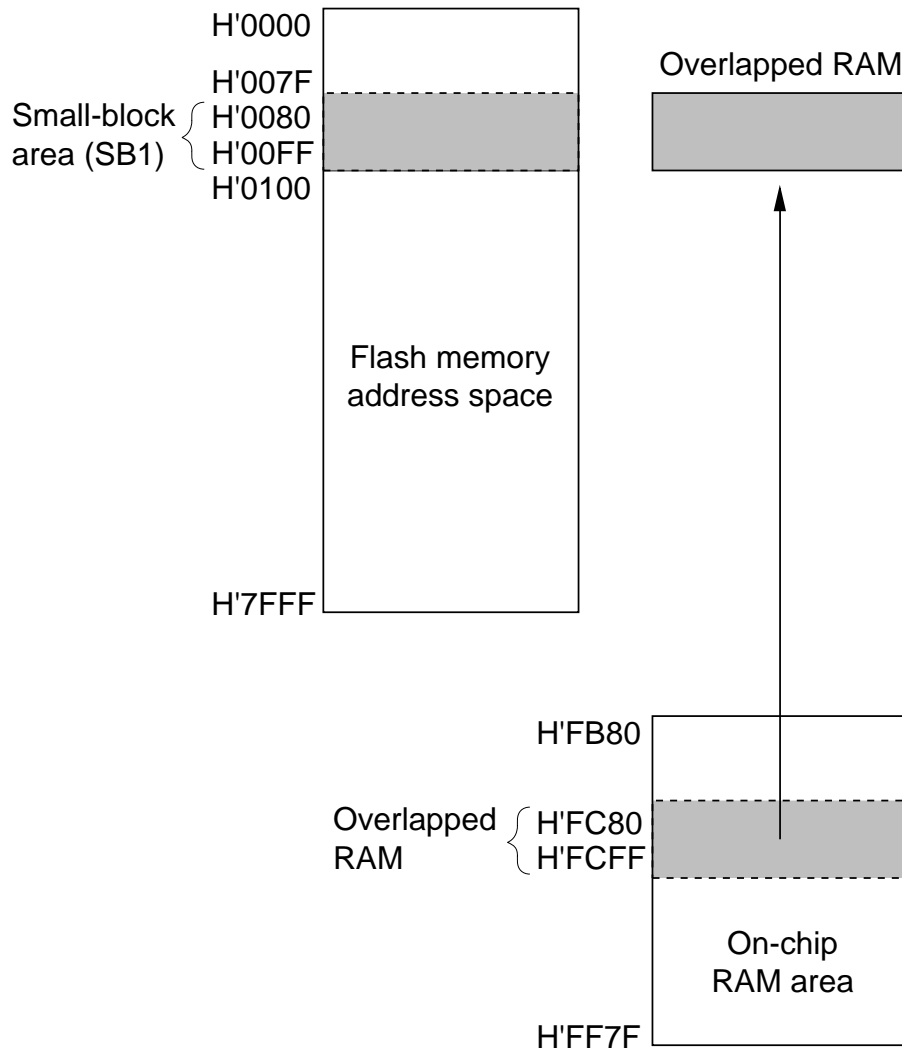 H'0000
H'007F
Small-block
area (SB1)
H'0080
H'00FF
H'0100
Overlapped RAM
Flash memory
address space
H'7FFF
H'FB80
Overlapped
RAM
H'FC80
H'FCFF
On-chip
RAM area
H'FF7F